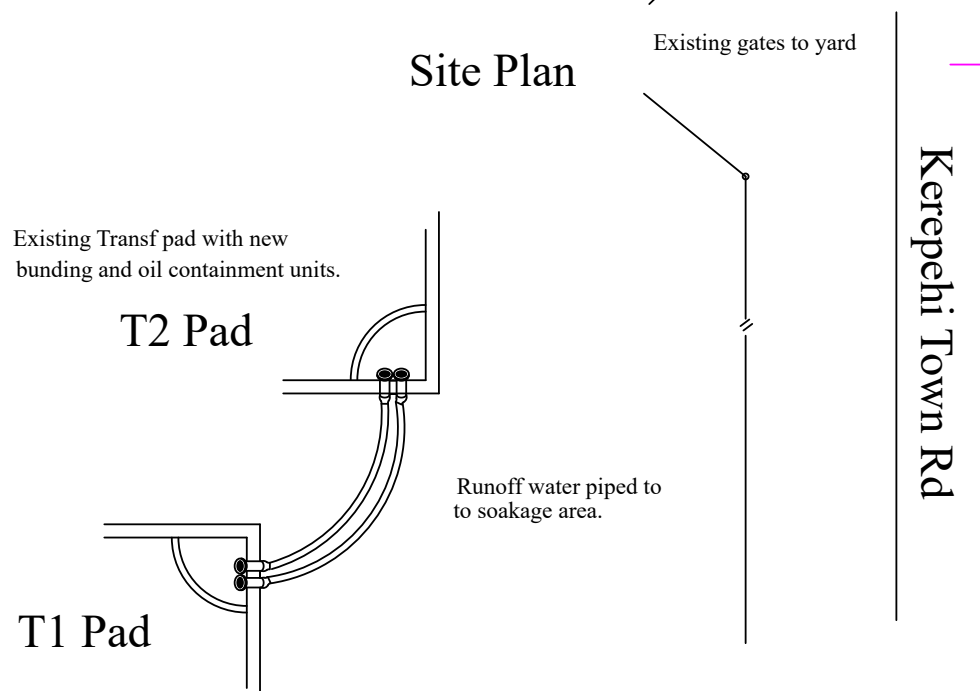 Existing gates to yard
Site Plan
Kerepehi Town Rd
Existing Transf pad with new
bunding and oil containment units.
T2 Pad
Runoff water piped to
to soakage area.
T1 Pad